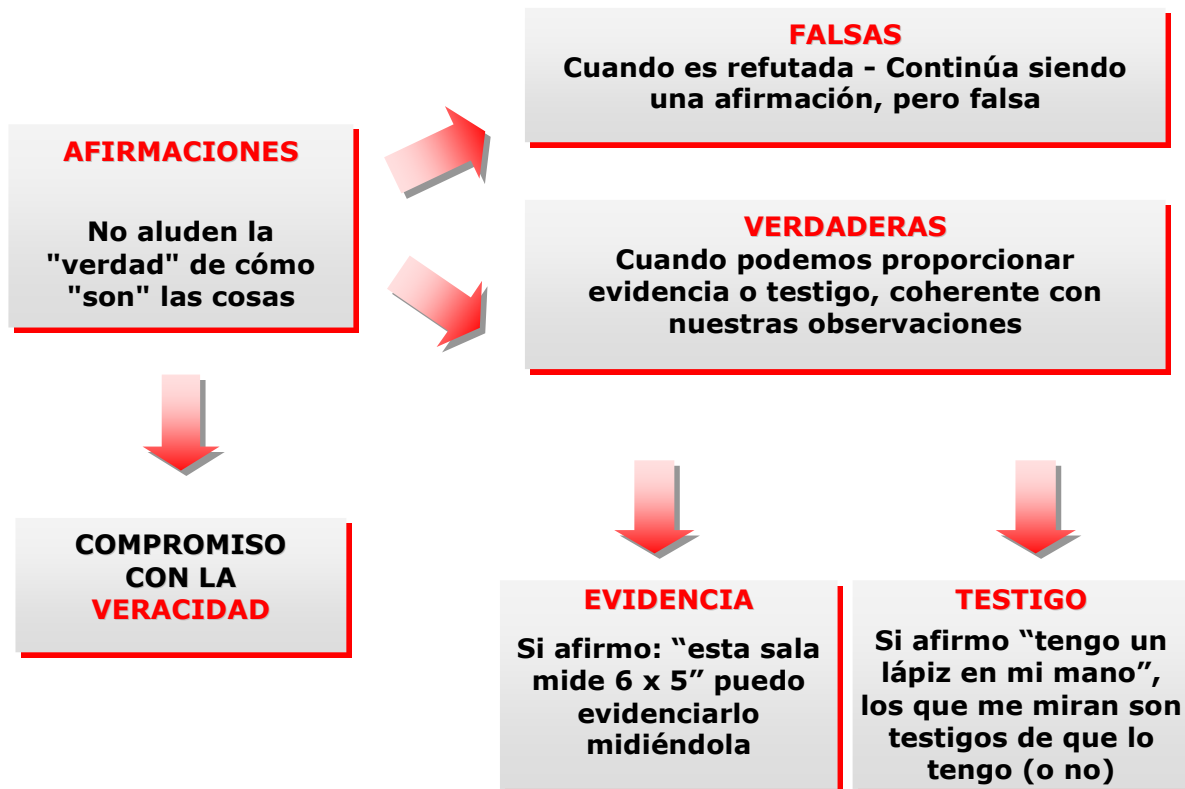 FALSAS
Cuando es refutada - Continúa siendo
una afirmación, pero falsa
AFIRMACIONES
No aluden la
"verdad" de cómo
"son" las cosas
VERDADERAS
Cuando podemos proporcionar
evidencia o testigo, coherente con
nuestras observaciones
COMPROMISO
CON LA
VERACIDAD
EVIDENCIA
Si afirmo: “esta sala
mide 6 x 5” puedo
evidenciarlo
midiéndola
TESTIGO
Si afirmo “tengo un
lápiz en mi mano”,
los que me miran son
testigos de que lo
tengo (o no)